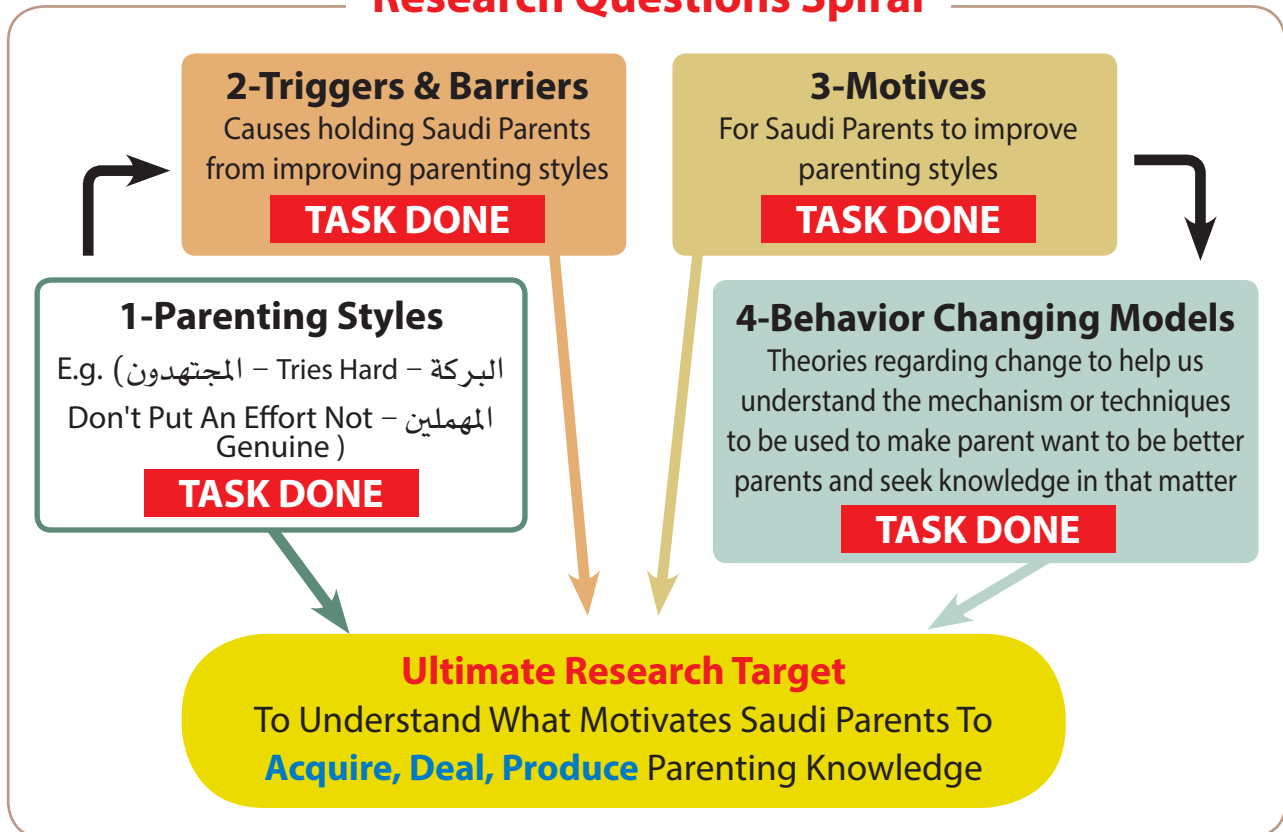 Research Questions Spiral
2-Triggers & Barriers
Causes holding Saudi Parents
from improving parenting styles
TASK DONE
3-Motives
For Saudi Parents to improve
parenting styles
TASK DONE
1-Parenting Styles
E.g. (المجتهدون – Tries Hard – البركة
Don't Put An Effort Not – المهملين
Genuine )
TASK DONE
4-Behavior Changing Models
Theories regarding change to help us
understand the mechanism or techniques
to be used to make parent want to be better
parents and seek knowledge in that matter
TASK DONE
Ultimate Research Target
To Understand What Motivates Saudi Parents To
Acquire, Deal, Produce Parenting Knowledge